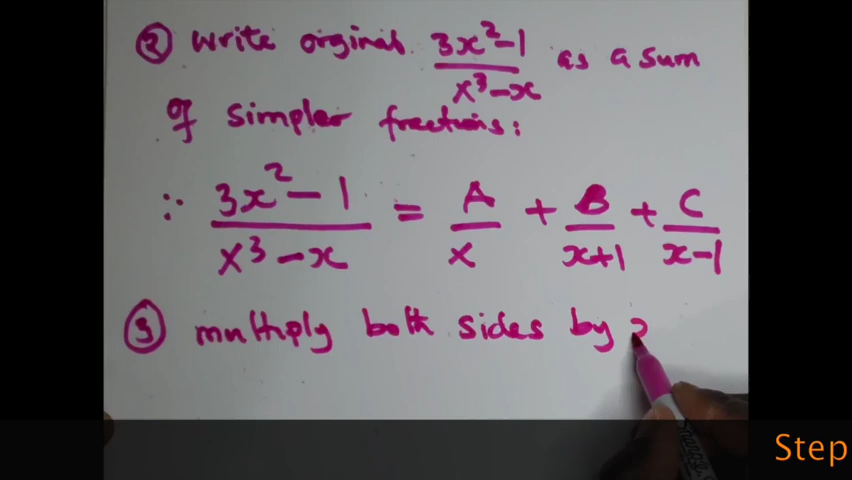 ② write orginal 3x²-1/x³-x as a sum
of simpler fractions:
∴ 3x²-1/x³-x = A/x + B/x+1 + C/x-1
③ multiply both sides by
Step